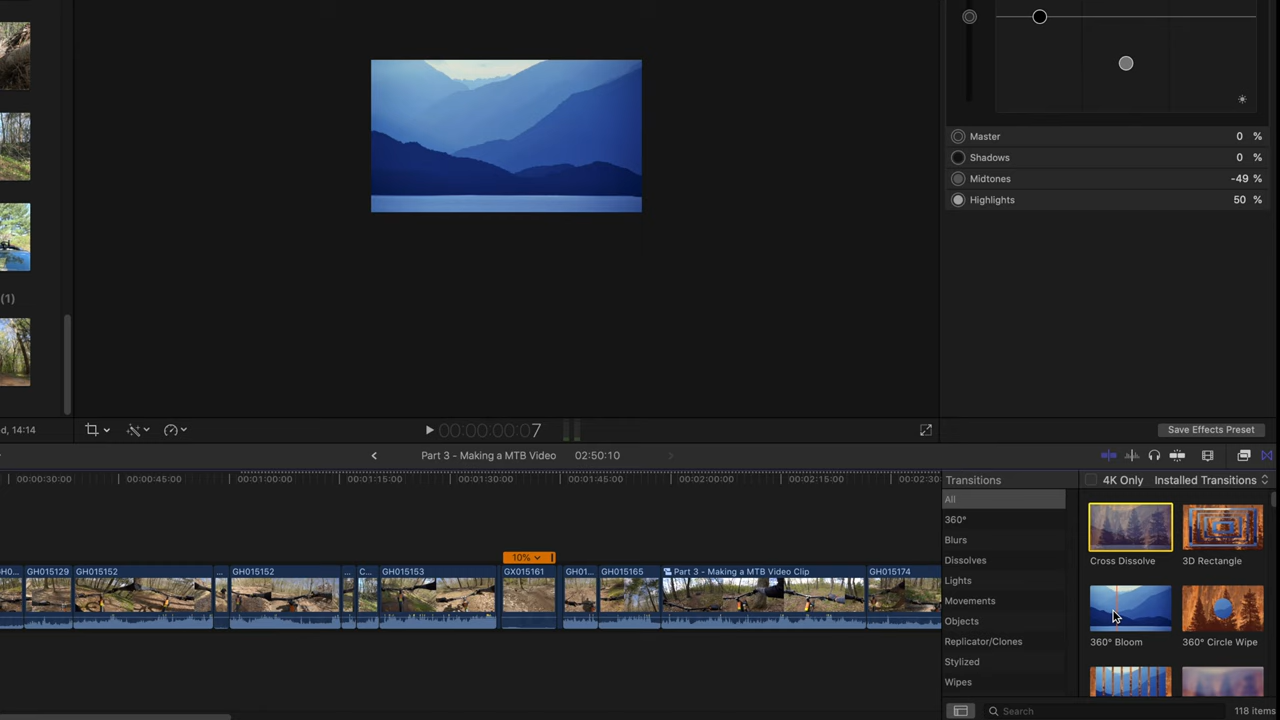 Master
0 %
Shadows
0 %
Midtones
-49 %
Highlights
50 %
(1)
d, 14:14
00:00:00:07
Save Effects Preset
Part 3 - Making a MTB Video
02:50:10
00:00:30:00
00:00:45:00
00:01:00:00
00:01:15:00
00:01:30:00
00:01:45:00
00:02:00:00
00:02:15:00
00:02:30
Transitions
4K Only
Installed Transitions
All
360°
Blurs
Dissolves
Lights
Movements
Objects
Replicator/Clones
Stylized
Wipes
Cross Dissolve
3D Rectangle
360° Bloom
360° Circle Wipe
10%
GH0...
GH015129
GH015152
...
GH015152
...
C...
GH015153
GX015161
GH01...
GH015165
Part 3 - Making a MTB Video Clip
GH015174
Search
118 items